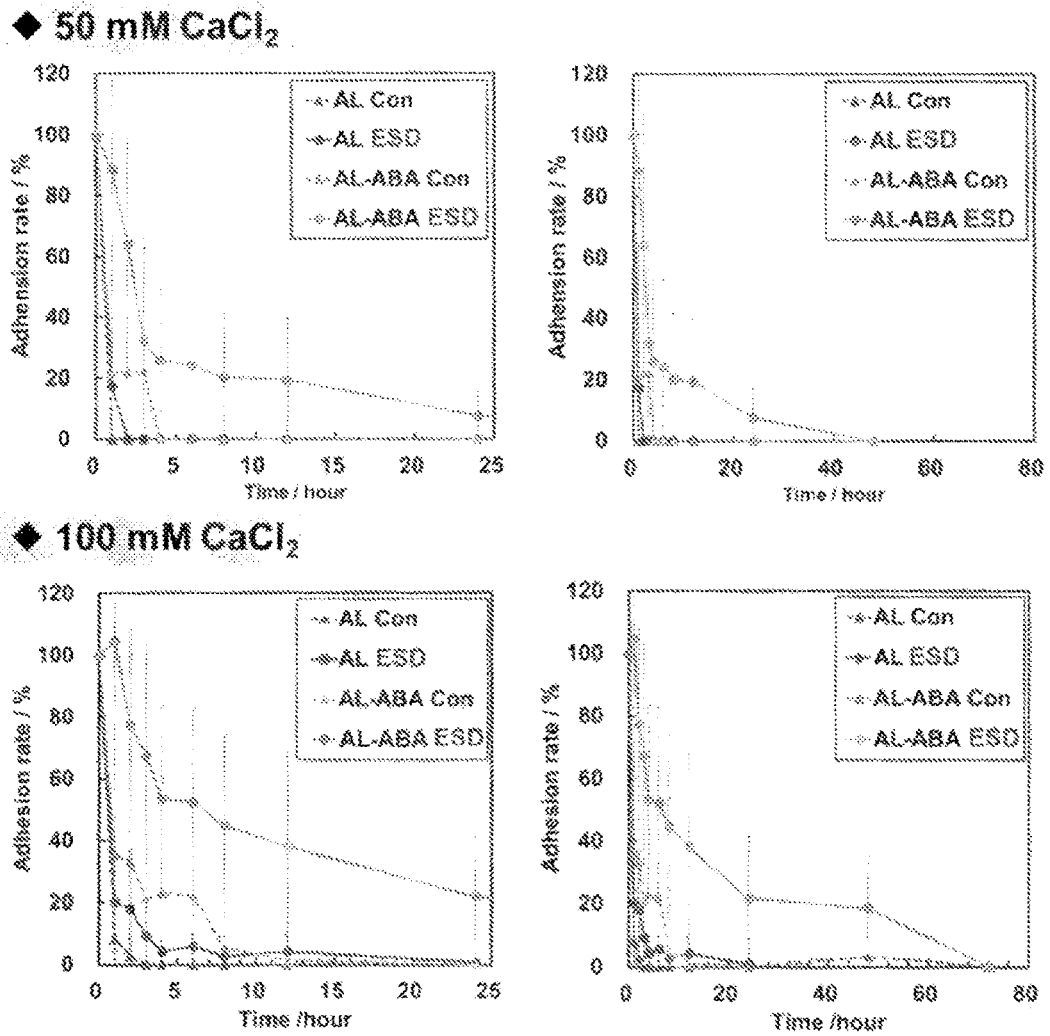 ◆ 50 mM CaCl₂
120
100
80
60
40
20
0
Adhension rate / %
AL Con
AL ESD
AL-ABA Con
AL-ABA ESD
0 5 10 15 20 25
Time / hour
120
100
80
60
40
20
0
Adhension rate / %
AL Con
AL ESD
AL-ABA Con
AL-ABA ESD
0 20 40 60 80
Time / hour
◆ 100 mM CaCl₂
120
100
80
60
40
20
0
Adhesion rate / %
AL Con
AL ESD
AL-ABA Con
AL-ABA ESD
0 5 10 15 20 25
Time /hour
120
100
80
60
40
20
0
Adhesion rate / %
AL Con
AL ESD
AL-ABA Con
AL-ABA ESD
0 20 40 60 80
Time /hour